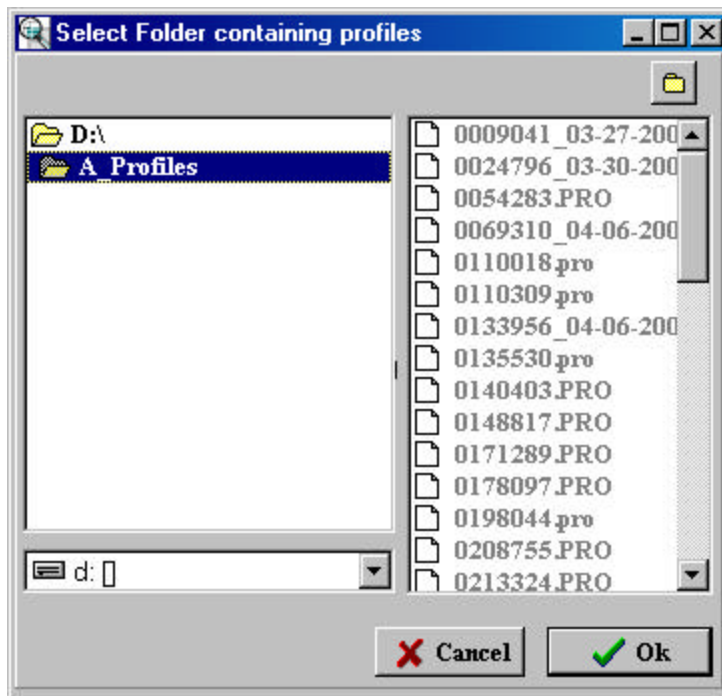 Select Folder containing profiles
D:\
A_Profiles
d: []
0009041_03-27-200
0024796_03-30-200
0054283.PRO
0069310_04-06-200
0110018.pro
0110309.pro
0133956_04-06-200
0135530.pro
0140403.PRO
0148817.PRO
0171289.PRO
0178097.PRO
0198044.pro
0208755.PRO
0213324.PRO
Cancel
Ok